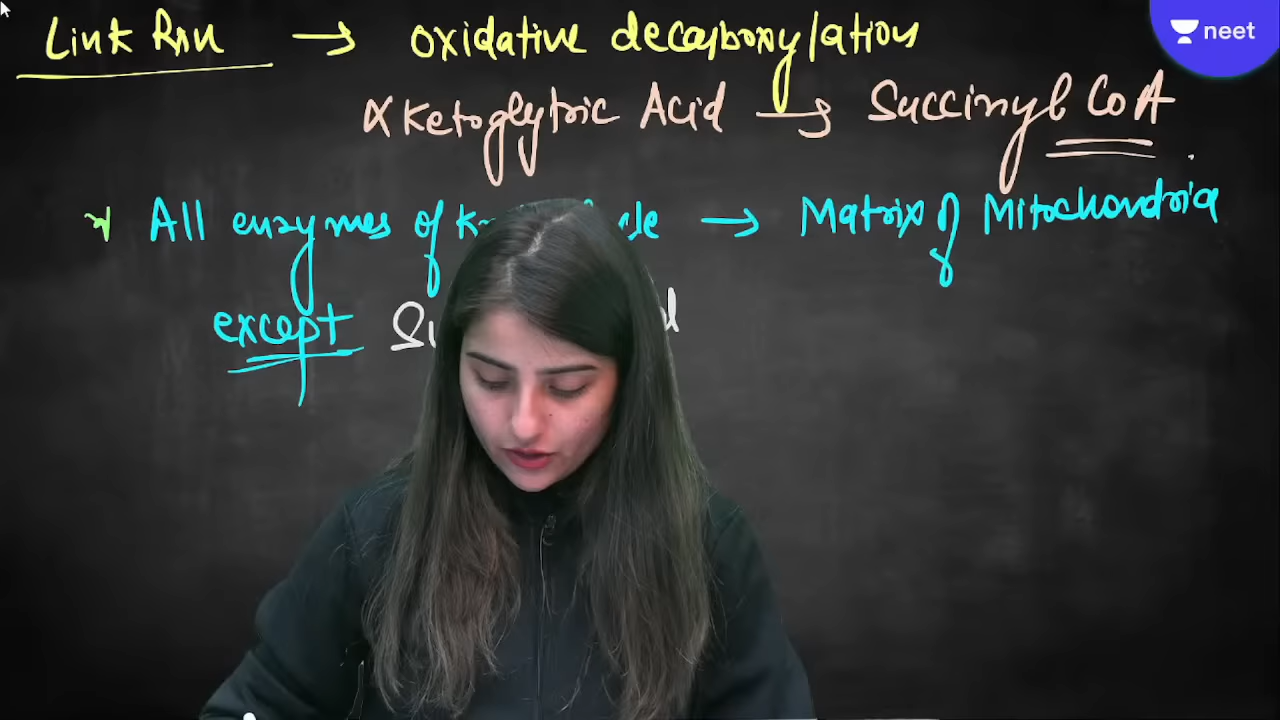 Link Rxn → oxidative decarboxylation
neet
α Ketoglytric Acid → Succinyl CoA
* All enzymes of → Matrix of Mitochondria
except